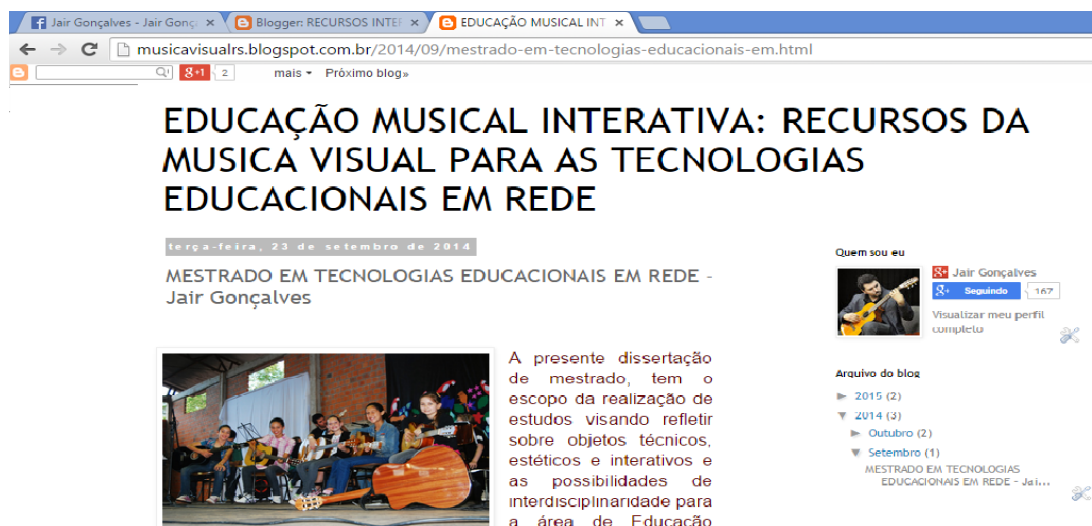 Jair Gonçalves - Jair Gonça
Blogger: RECURSOS INTER
EDUCAÇÃO MUSICAL INT
musicavisualrs.blogspot.com.br/2014/09/mestrado-em-tecnologias-educacionais-em.html
g+1 2 mais Próximo blog»
EDUCAÇÃO MUSICAL INTERATIVA: RECURSOS DA
MUSICA VISUAL PARA AS TECNOLOGIAS
EDUCACIONAIS EM REDE
terça-feira, 23 de setembro de 2014
MESTRADO EM TECNOLOGIAS EDUCACIONAIS EM REDE -
Jair Gonçalves
A presente dissertação
de mestrado, tem o
escopo da realização de
estudos visando refletir
sobre objetos técnicos,
estéticos e interativos e
as possibilidades de
interdisciplinaridade para
a área de Educação
Quem sou eu
g+ Jair Gonçalves
g+ Seguindo 167
Visualizar meu perfil
completo
Arquivo do blog
► 2015 (2)
▼ 2014 (3)
► Outubro (2)
▼ Setembro (1)
MESTRADO EM TECNOLOGIAS
EDUCACIONAIS EM REDE - Jai...